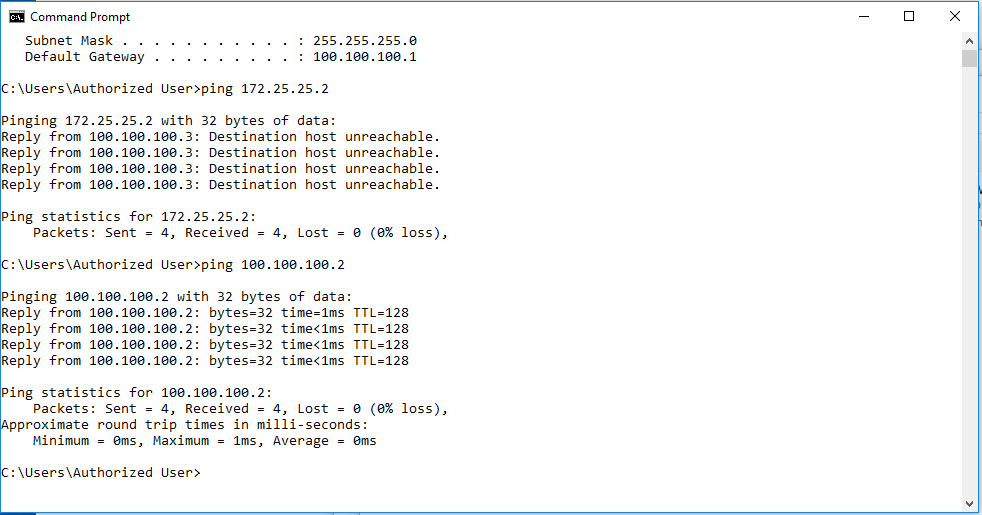 Command Prompt
Subnet Mask . . . . . . . . . . . : 255.255.255.0
Default Gateway . . . . . . . . . : 100.100.100.1
C:\Users\Authorized User>ping 172.25.25.2
Pinging 172.25.25.2 with 32 bytes of data:
Reply from 100.100.100.3: Destination host unreachable.
Reply from 100.100.100.3: Destination host unreachable.
Reply from 100.100.100.3: Destination host unreachable.
Reply from 100.100.100.3: Destination host unreachable.
Ping statistics for 172.25.25.2:
Packets: Sent = 4, Received = 4, Lost = 0 (0% loss),
C:\Users\Authorized User>ping 100.100.100.2
Pinging 100.100.100.2 with 32 bytes of data:
Reply from 100.100.100.2: bytes=32 time=1ms TTL=128
Reply from 100.100.100.2: bytes=32 time<1ms TTL=128
Reply from 100.100.100.2: bytes=32 time<1ms TTL=128
Reply from 100.100.100.2: bytes=32 time<1ms TTL=128
Ping statistics for 100.100.100.2:
Packets: Sent = 4, Received = 4, Lost = 0 (0% loss),
Approximate round trip times in milli-seconds:
Minimum = 0ms, Maximum = 1ms, Average = 0ms
C:\Users\Authorized User>